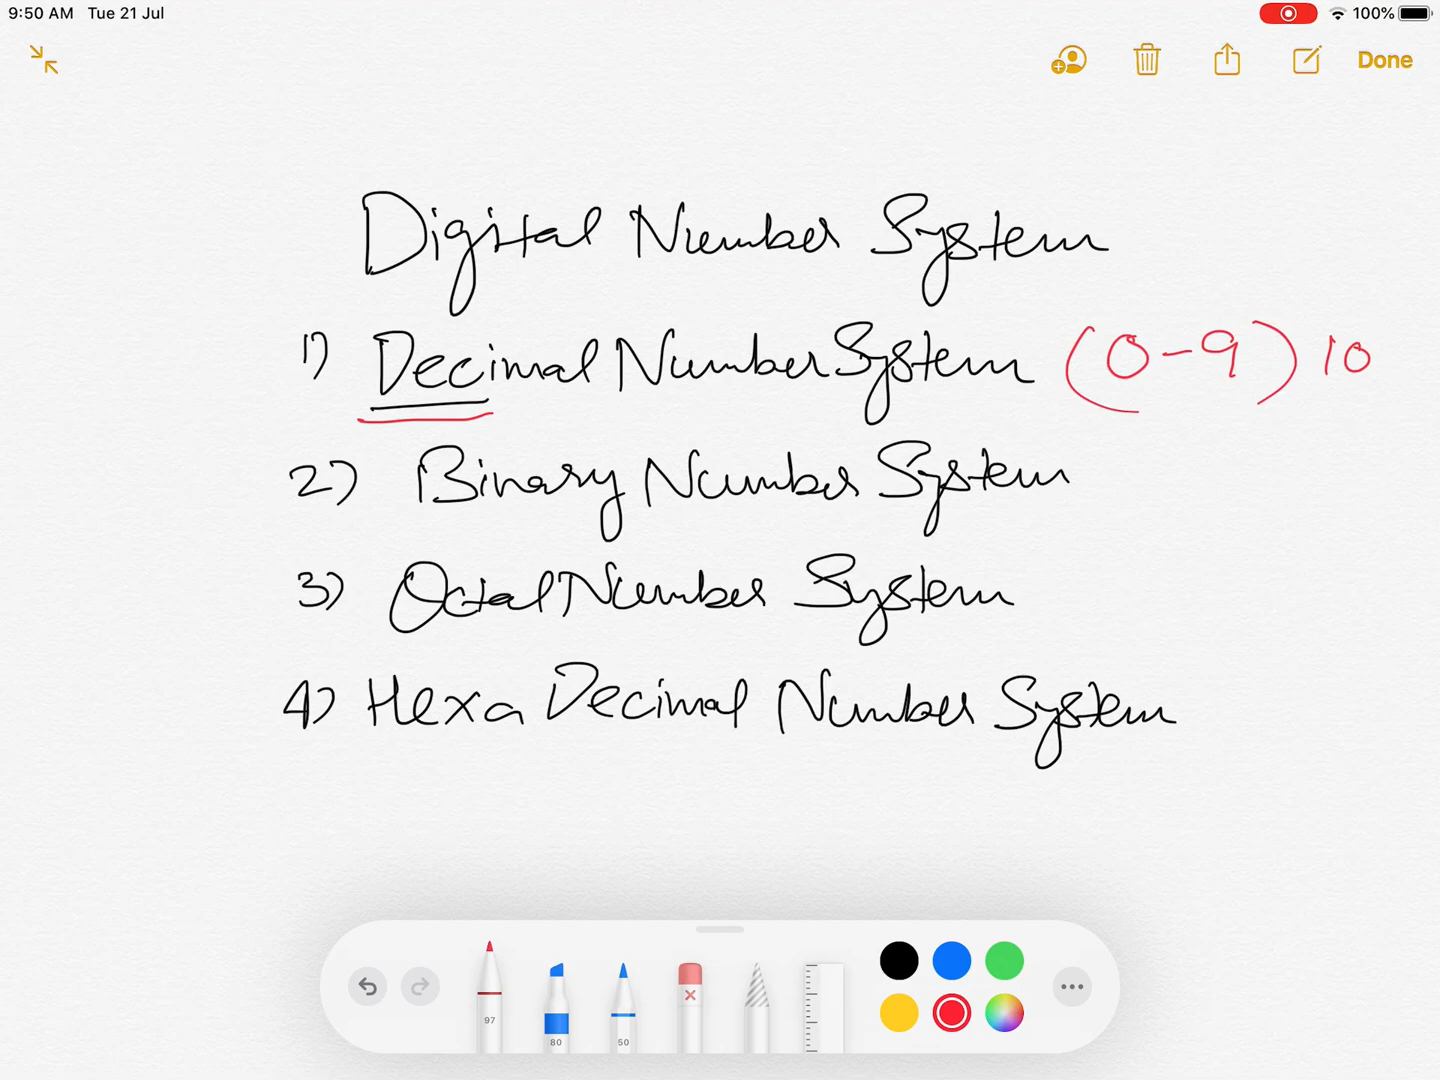 9:50 AM Tue 21 Jul 100%
Done
Digital Number System
1) Decimal Number System (0-9) 10
2) Binary Number System
3) Octal Number System
4) Hexa Decimal Number System
97 80 50